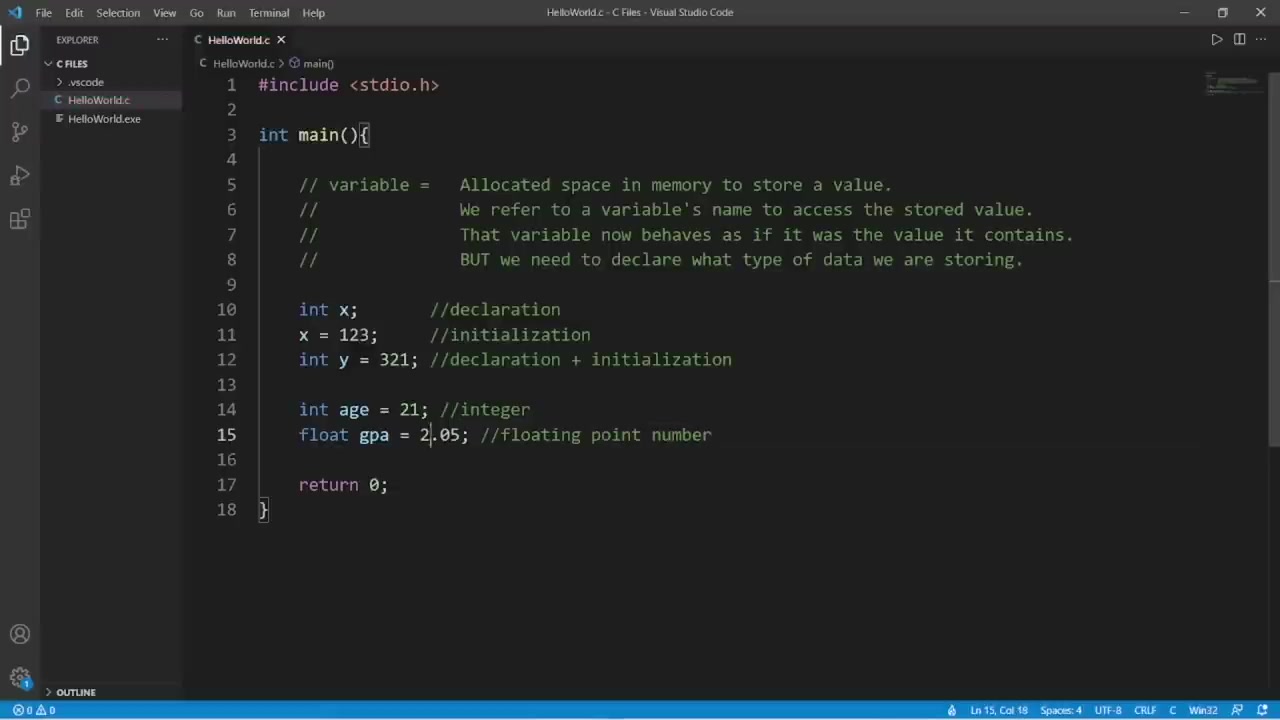 File Edit Selection View Go Run Terminal Help HelloWorld.c - C Files - Visual Studio Code
EXPLORER
HelloWorld.c
C FILES
.vscode
HelloWorld.c
HelloWorld.exe
OUTLINE
HelloWorld.c > main()
1 #include <stdio.h>
2
3 int main(){
4
5 // variable = Allocated space in memory to store a value.
6 // We refer to a variable's name to access the stored value.
7 // That variable now behaves as if it was the value it contains.
8 // BUT we need to declare what type of data we are storing.
9
10 int x; //declaration
11 x = 123; //initialization
12 int y = 321; //declaration + initialization
13
14 int age = 21; //integer
15 float gpa = 2.05; //floating point number
16
17 return 0;
18 }
1
0 0 Ln 15, Col 18 Spaces: 4 UTF-8 CRLF C Win32